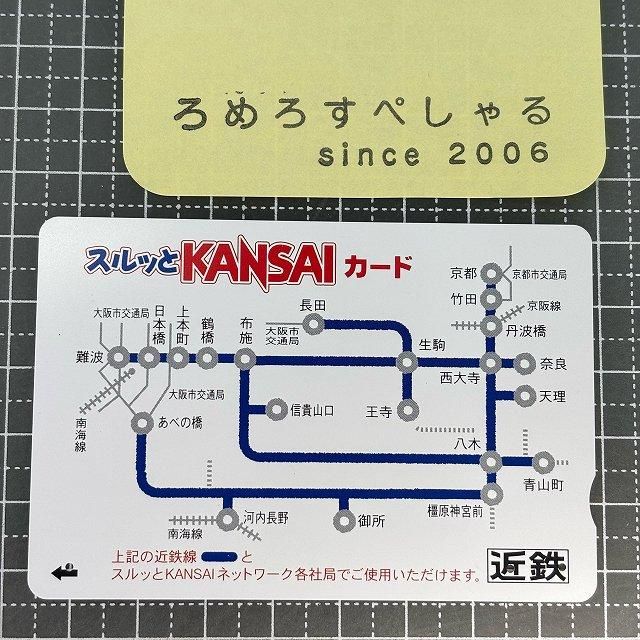 ろめろすぺしゃる
since 2006
スルッとKANSAI カード
京都
京都市交通局
竹田
京阪線
丹波橋
長田
大阪市交通局
日本橋
上本町
鶴橋
布施
大阪市
交通局
生駒
難波
西大寺
奈良
大阪市交通局
天理
南海線
あべの橋
信貴山口
王寺
八木
青山町
橿原神宮前
河内長野
御所
南海線
上記の近鉄線 と
スルッとKANSAIネットワーク各社局でご使用いただけます。
近鉄